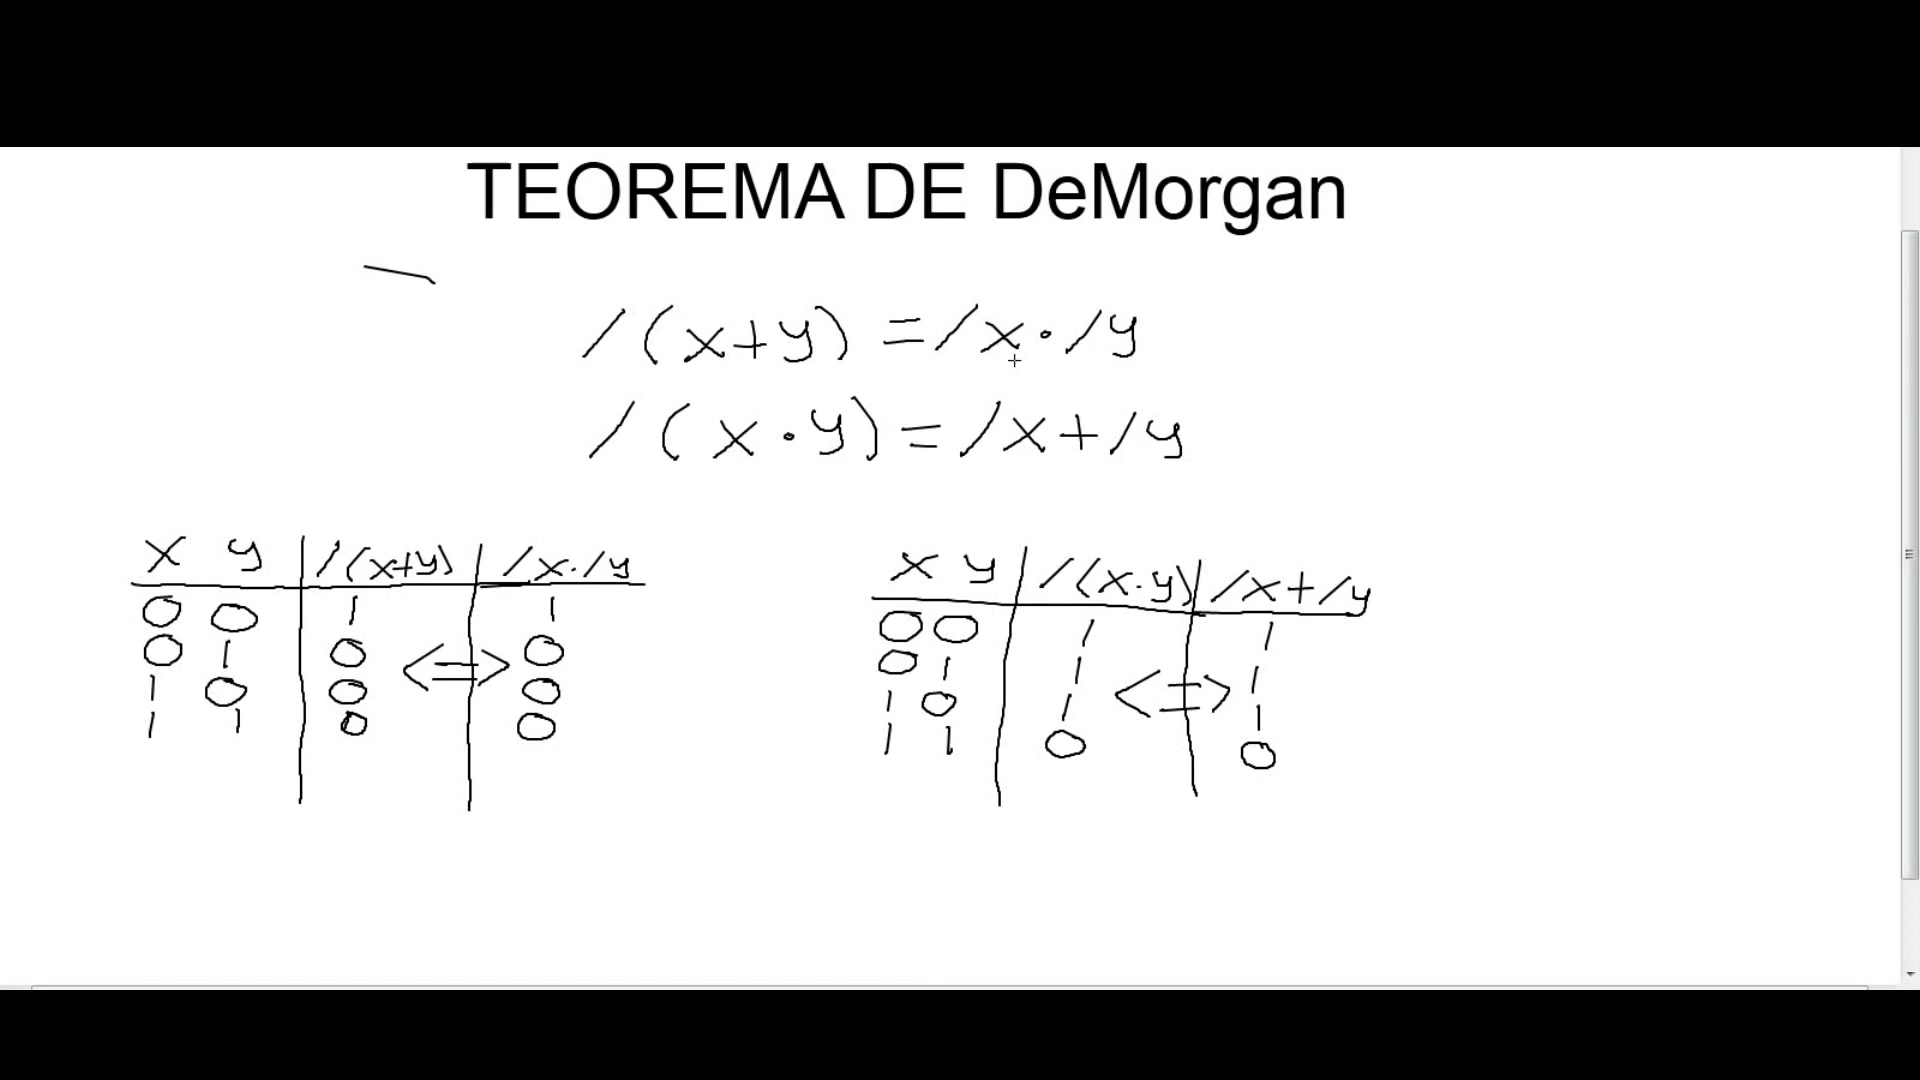 TEOREMA DE DeMorgan
/(x+y) = /x · /y
/(x · y) = /x + /y
x y | /(x+y) | /x · /y
0 0 | 1 | 1
0 1 | 0 <=> 0
1 0 | 0 | 0
1 1 | 0 | 0
x y | /(x · y) | /x + /y
0 0 | 1 | 1
0 1 | 1 | 1
1 0 | 1 <=> 1
1 1 | 0 | 0